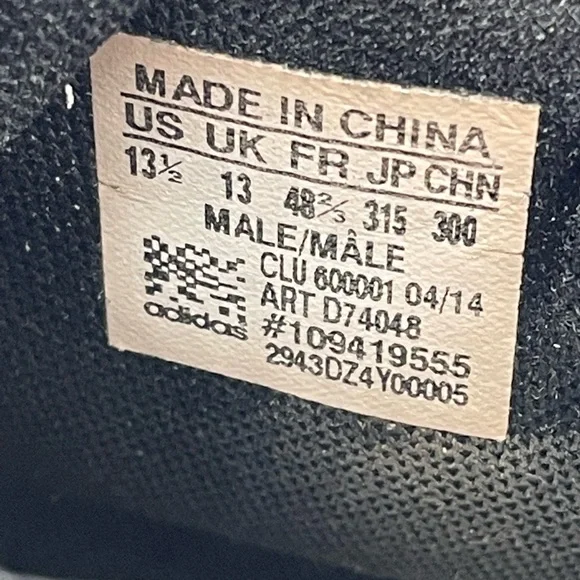 MADE IN CHINA
US UK FR JP CHN
13½ 13 48⅔ 315 300
MALE/MÂLE
CLU 600001 04/14
ART D74048
adidas #109419555
2943DZ4Y00005